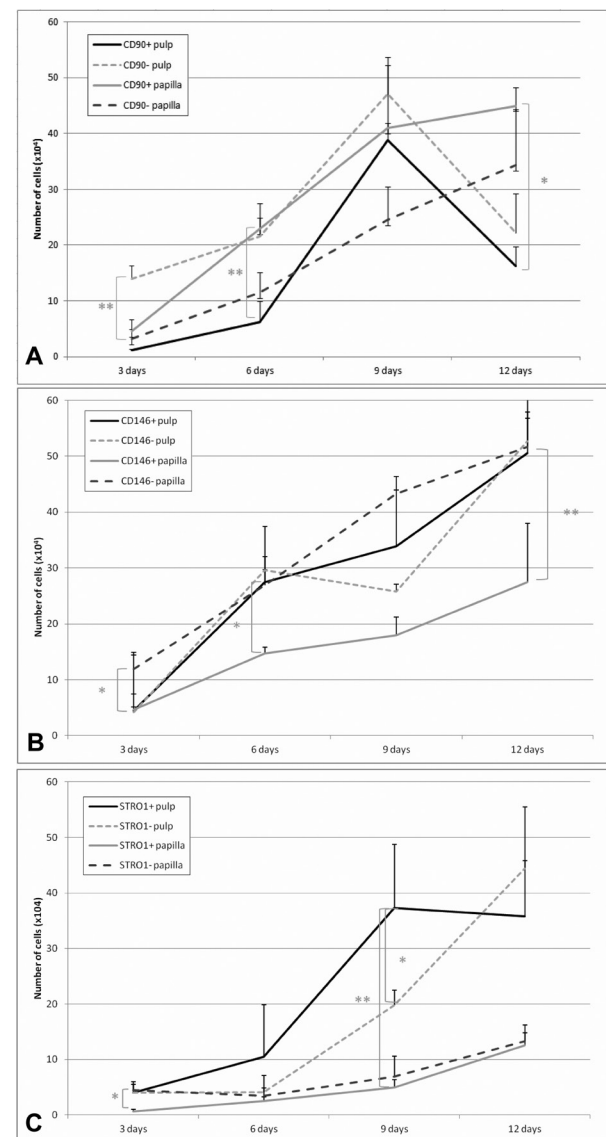 60
50
40
30
20
10
0
Number of cells (x10⁴)
CD90+ pulp
CD90- pulp
CD90+ papilla
CD90- papilla
**
**
*
3 days 6 days 9 days 12 days
A
60
50
40
30
20
10
0
Number of cells (x10⁴)
CD146+ pulp
CD146- pulp
CD146+ papilla
CD146- papilla
*
*
**
3 days 6 days 9 days 12 days
B
60
50
40
30
20
10
0
Number of cells (x104)
STRO1+ pulp
STRO1- pulp
STRO1+ papilla
STRO1- papilla
*
**
*
3 days 6 days 9 days 12 days
C